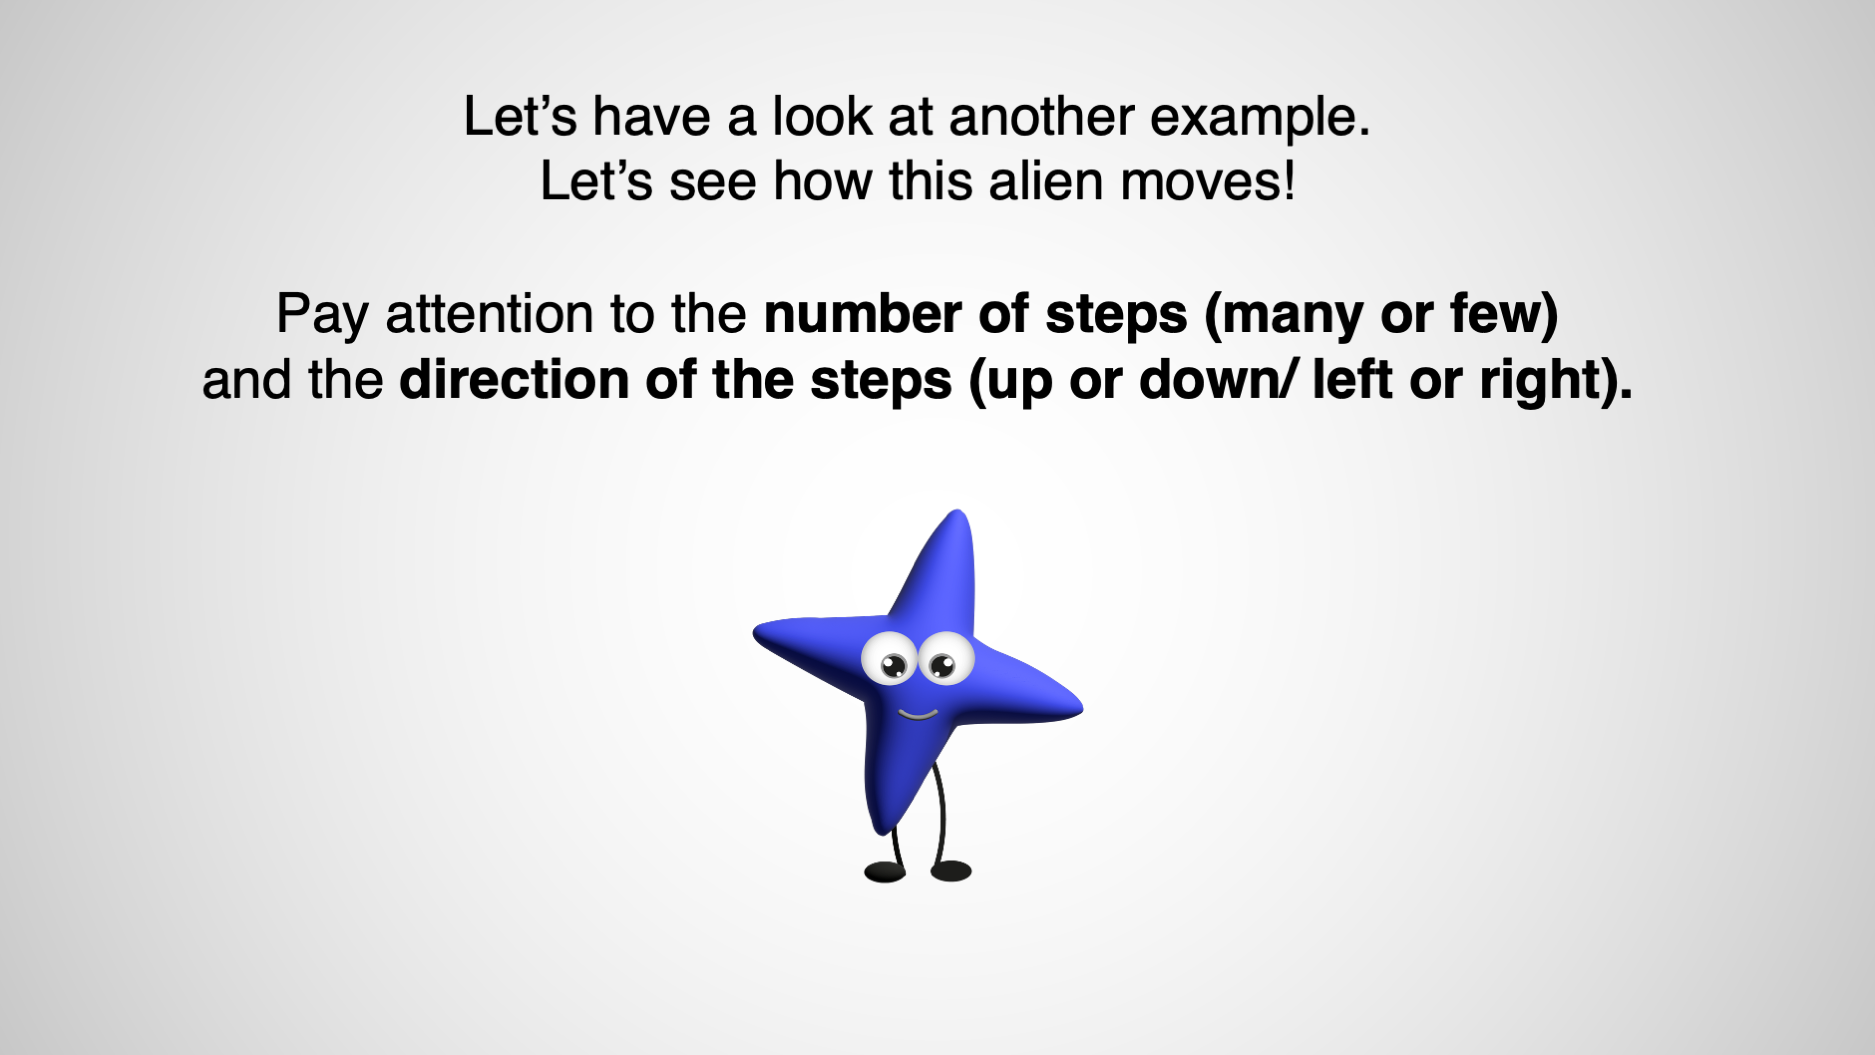 Let’s have a look at another example.
Let’s see how this alien moves!
Pay attention to the number of steps (many or few)
and the direction of the steps (up or down/ left or right).